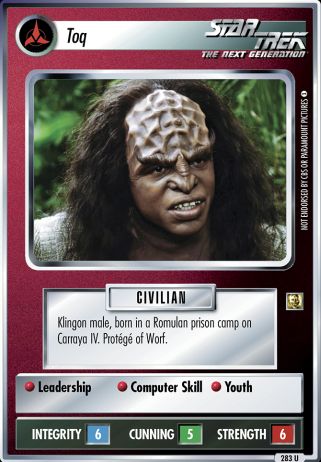 Toq
STAR TREK
THE NEXT GENERATION
NOT ENDORSED BY CBS OR PARAMOUNT PICTURES
CIVILIAN
Klingon male, born in a Romulan prison camp on
Carraya IV. Protégé of Worf.
Leadership Computer Skill Youth
INTEGRITY 6 CUNNING 5 STRENGTH 6
283 U